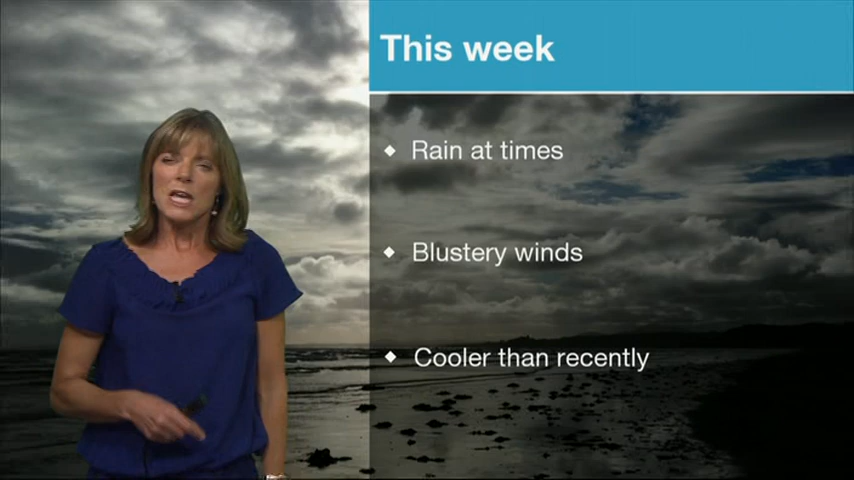 This week
Rain at times
Blustery winds
Cooler than recently